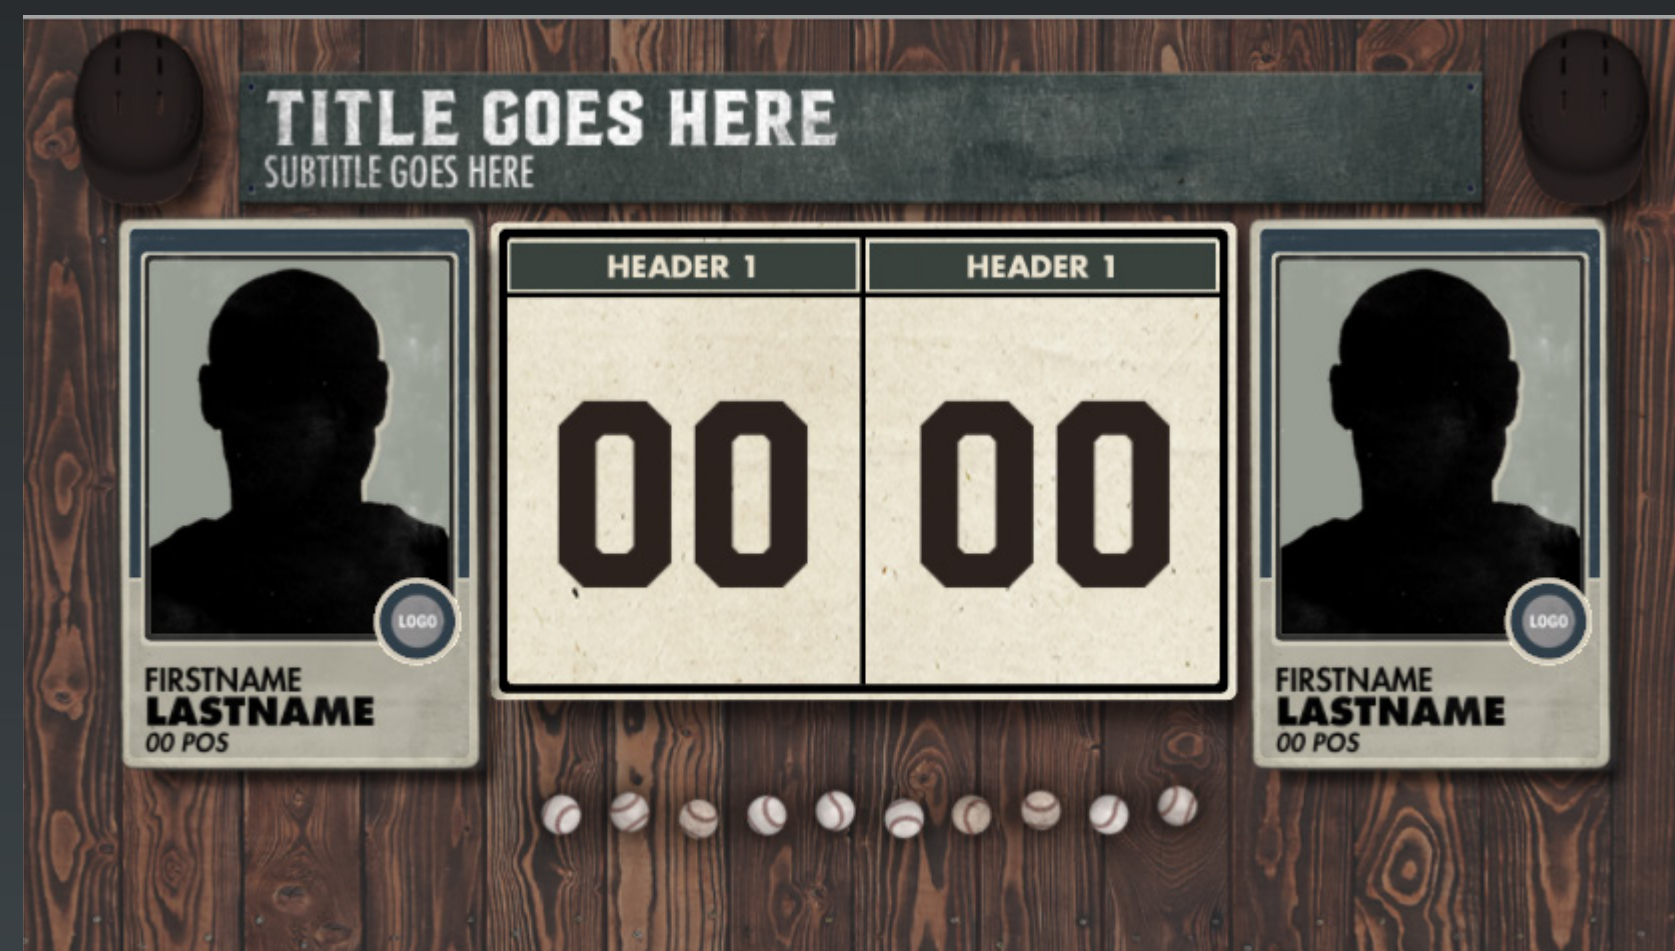 TITLE GOES HERE
SUBTITLE GOES HERE
HEADER 1
HEADER 1
00
00
LOGO
FIRSTNAME
LASTNAME
00 POS
LOGO
FIRSTNAME
LASTNAME
00 POS